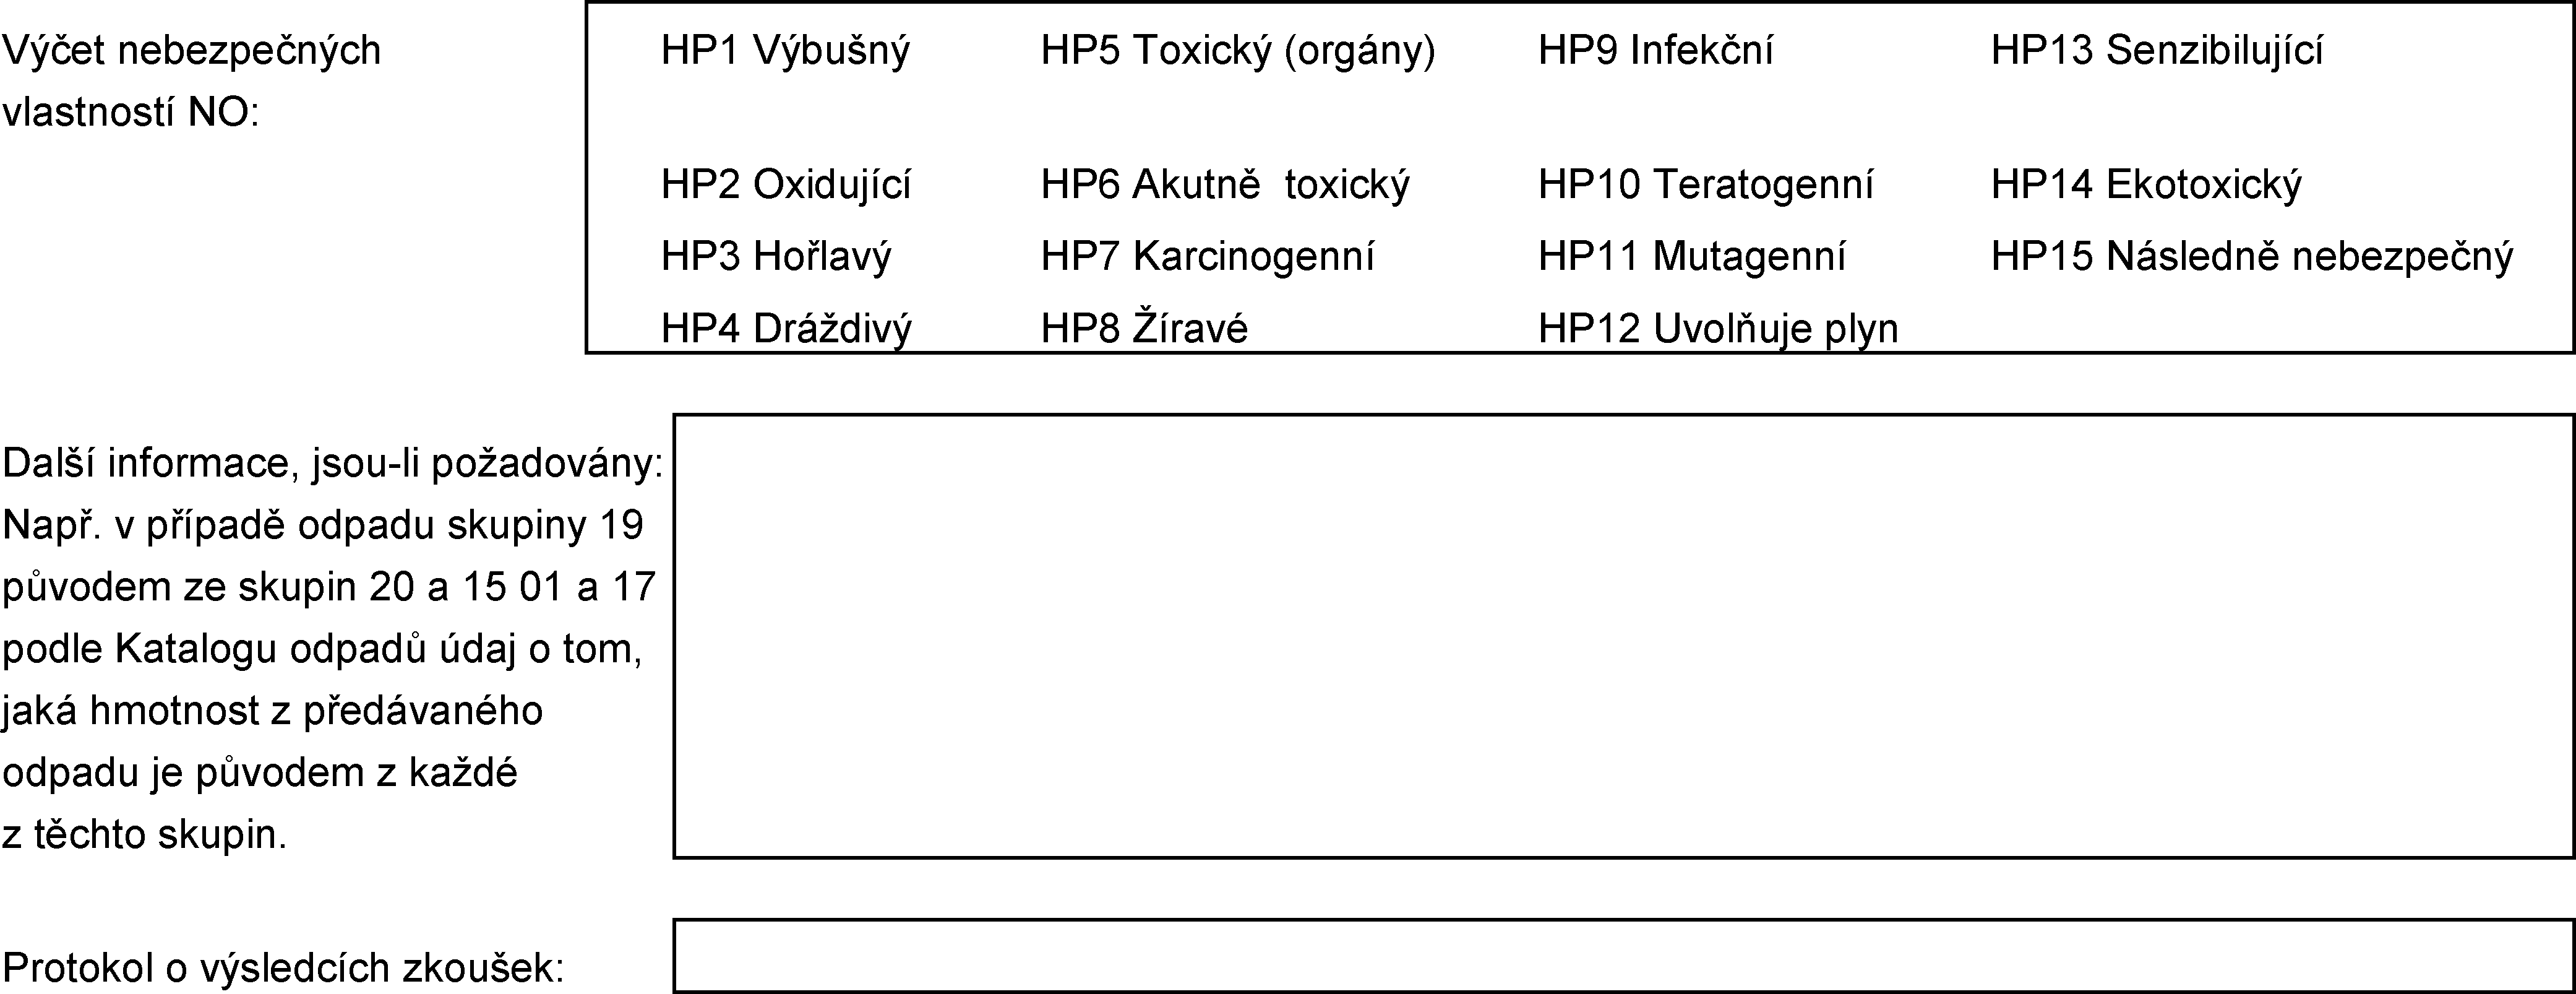 Výčet nebezpečných
vlastností NO:
HP1 Výbušný HP5 Toxický (orgány) HP9 Infekční HP13 Senzibilující
HP2 Oxidující HP6 Akutně  toxický HP10 Teratogenní HP14 Ekotoxický
HP3 Hořlavý HP7 Karcinogenní HP11 Mutagenní HP15 Následně nebezpečný
HP4 Dráždivý HP8 Žíravé HP12 Uvolňuje plyn
Další informace, jsou-li požadovány:
Např. v případě odpadu skupiny 19
původem ze skupin 20 a 15 01 a 17
podle Katalogu odpadů údaj o tom,
jaká hmotnost z předávaného
odpadu je původem z každé
z těchto skupin.
Protokol o výsledcích zkoušek: